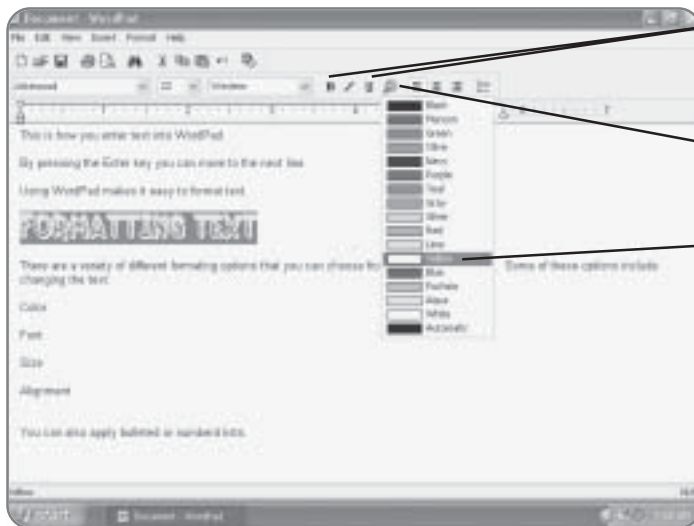 Document - WordPad
File Edit View Insert Format Help
Western
This is how you enter text into WordPad
By pressing the Enter key you can move to the next line
Using WordPad makes it easy to format text.
FORMATTING TEXT
There are a variety of different formating options that you can choose Some of these options include
changing the text:
Color
Font
Size
Alignment
You can also apply bulleted or numberd lists.
Black
Maroon
Green
Olive
Navy
Purple
Teal
Gray
Silver
Red
Lime
Yellow
Blue
Fuchsia
Aqua
White
Automatic
start
Document - WordPad